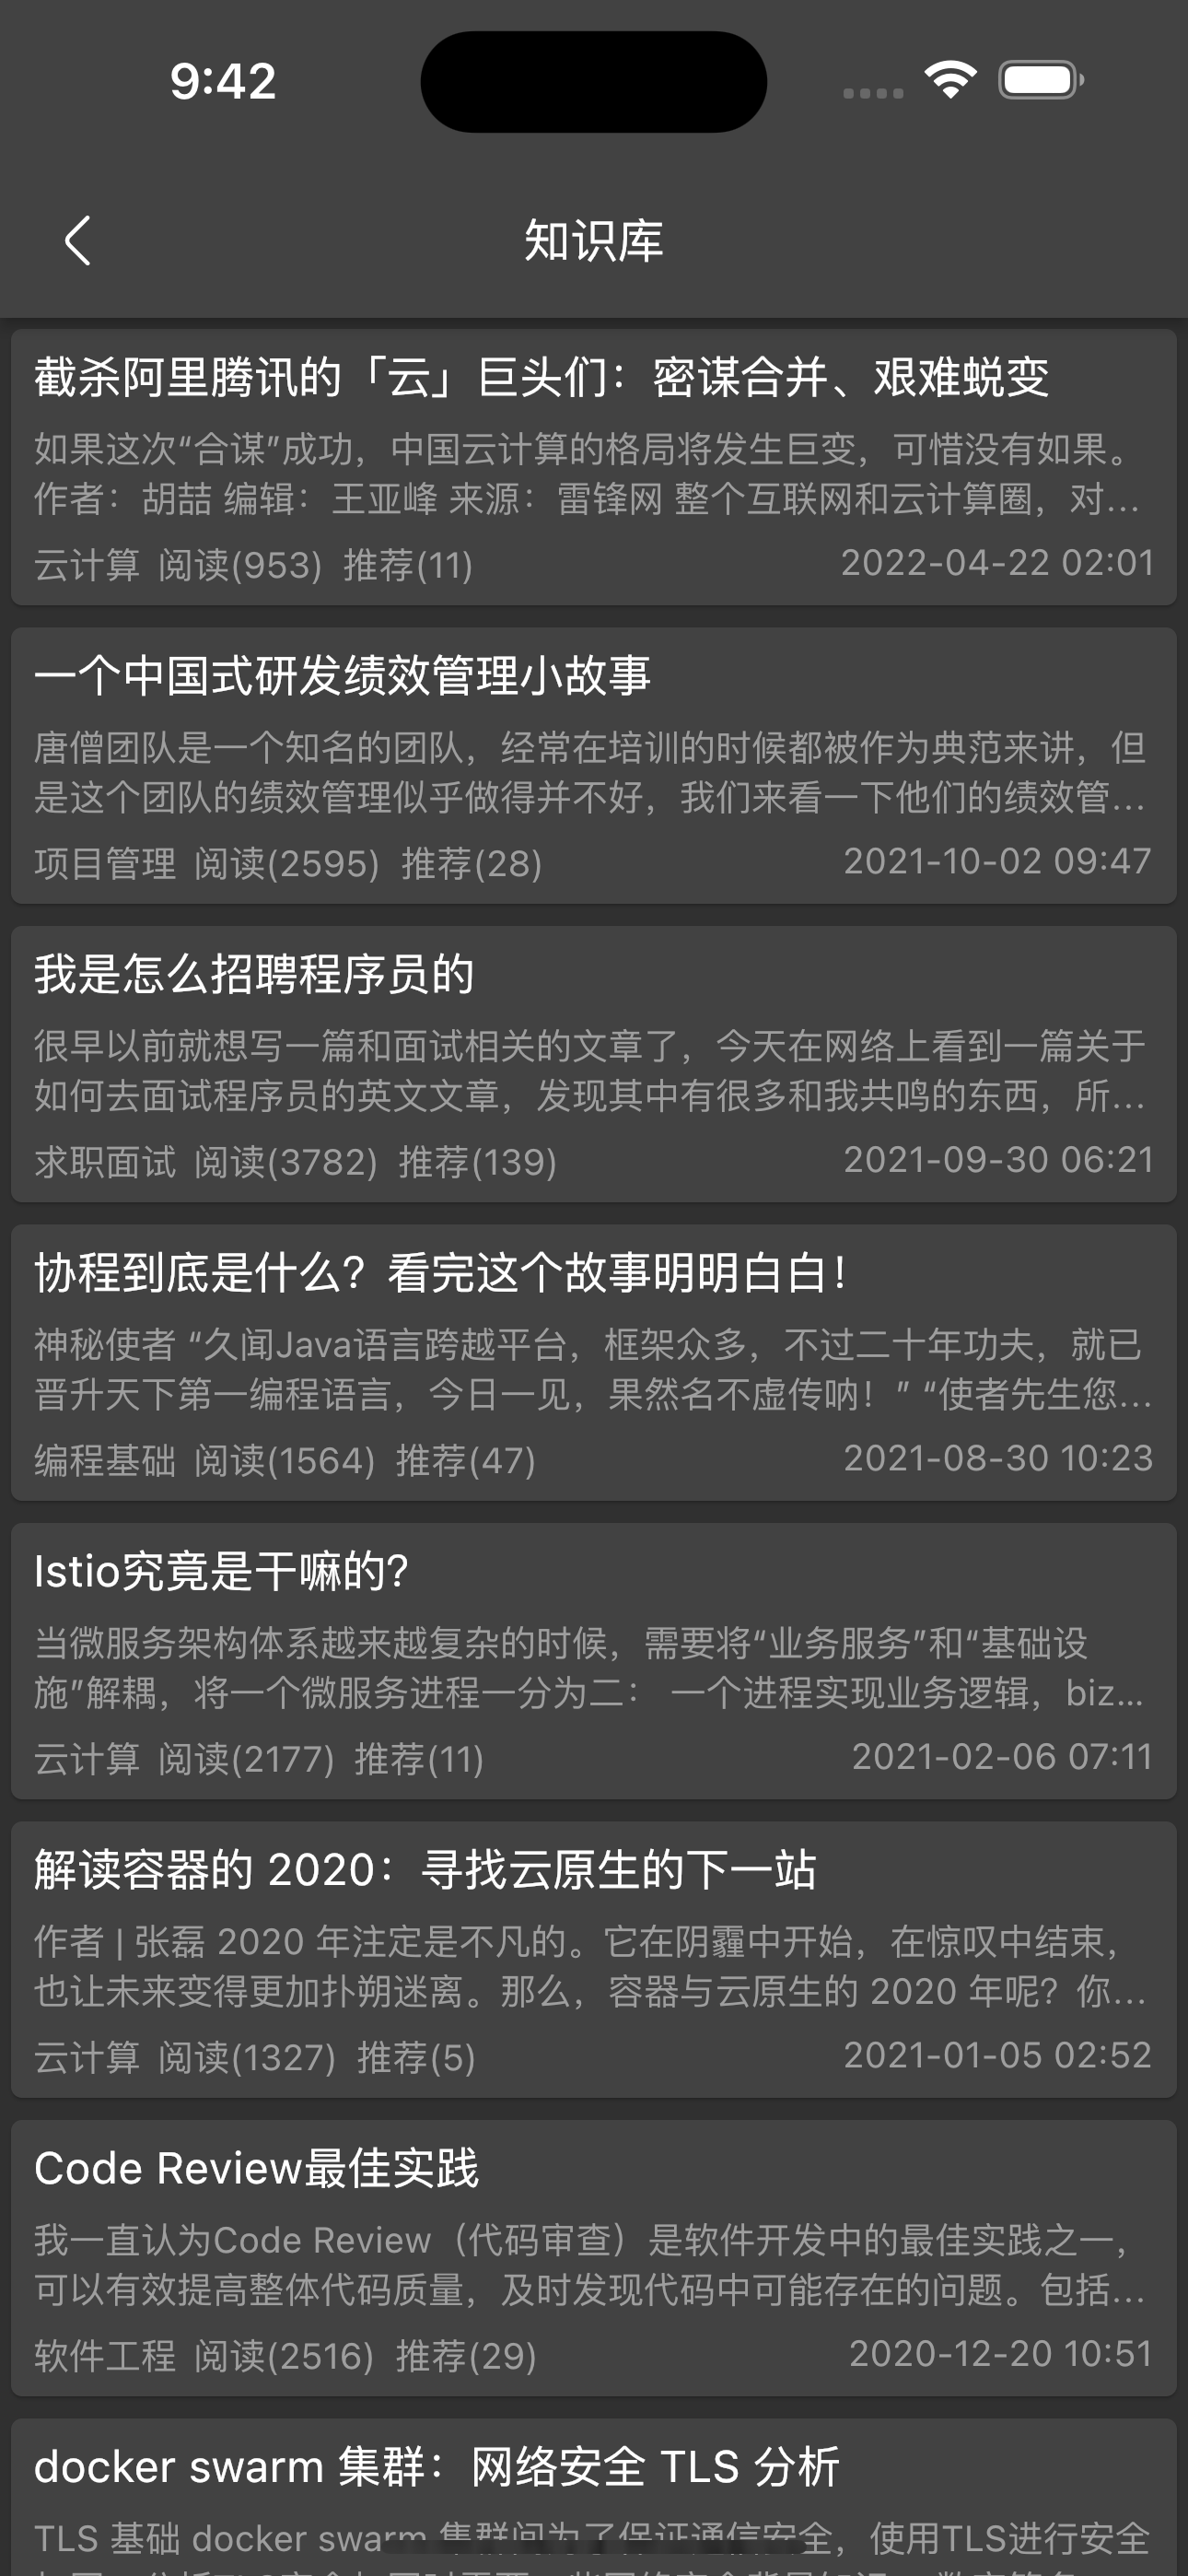 9:42
知识库
截杀阿里腾讯的「云」巨头们：密谋合并、艰难蜕变
如果这次“合谋”成功，中国云计算的格局将发生巨变，可惜没有如果。
作者：胡喆 编辑：王亚峰 来源：雷锋网 整个互联网和云计算圈，对...
云计算 阅读(953) 推荐(11) 2022-04-22 02:01
一个中国式研发绩效管理小故事
唐僧团队是一个知名的团队，经常在培训的时候都被作为典范来讲，但
是这个团队的绩效管理似乎做得并不好，我们来看一下他们的绩效管...
项目管理 阅读(2595) 推荐(28) 2021-10-02 09:47
我是怎么招聘程序员的
很早以前就想写一篇和面试相关的文章了，今天在网络上看到一篇关于
如何去面试程序员的英文文章，发现其中有很多和我共鸣的东西，所...
求职面试 阅读(3782) 推荐(139) 2021-09-30 06:21
协程到底是什么？看完这个故事明明白白！
神秘使者 “久闻Java语言跨越平台，框架众多，不过二十年功夫，就已
晋升天下第一编程语言，今日一见，果然名不虚传呐！” “使者先生您...
编程基础 阅读(1564) 推荐(47) 2021-08-30 10:23
Istio究竟是干嘛的?
当微服务架构体系越来越复杂的时候，需要将“业务服务”和“基础设
施”解耦，将一个微服务进程一分为二： 一个进程实现业务逻辑，biz...
云计算 阅读(2177) 推荐(11) 2021-02-06 07:11
解读容器的 2020：寻找云原生的下一站
作者 | 张磊 2020 年注定是不凡的。它在阴霾中开始，在惊叹中结束，
也让未来变得更加扑朔迷离。那么，容器与云原生的 2020 年呢？你...
云计算 阅读(1327) 推荐(5) 2021-01-05 02:52
Code Review最佳实践
我一直认为Code Review（代码审查）是软件开发中的最佳实践之一，
可以有效提高整体代码质量，及时发现代码中可能存在的问题。包括...
软件工程 阅读(2516) 推荐(29) 2020-12-20 10:51
docker swarm 集群：网络安全 TLS 分析
TLS 基础 docker swarm 集群间为了保证通信安全，使用TLS进行安全